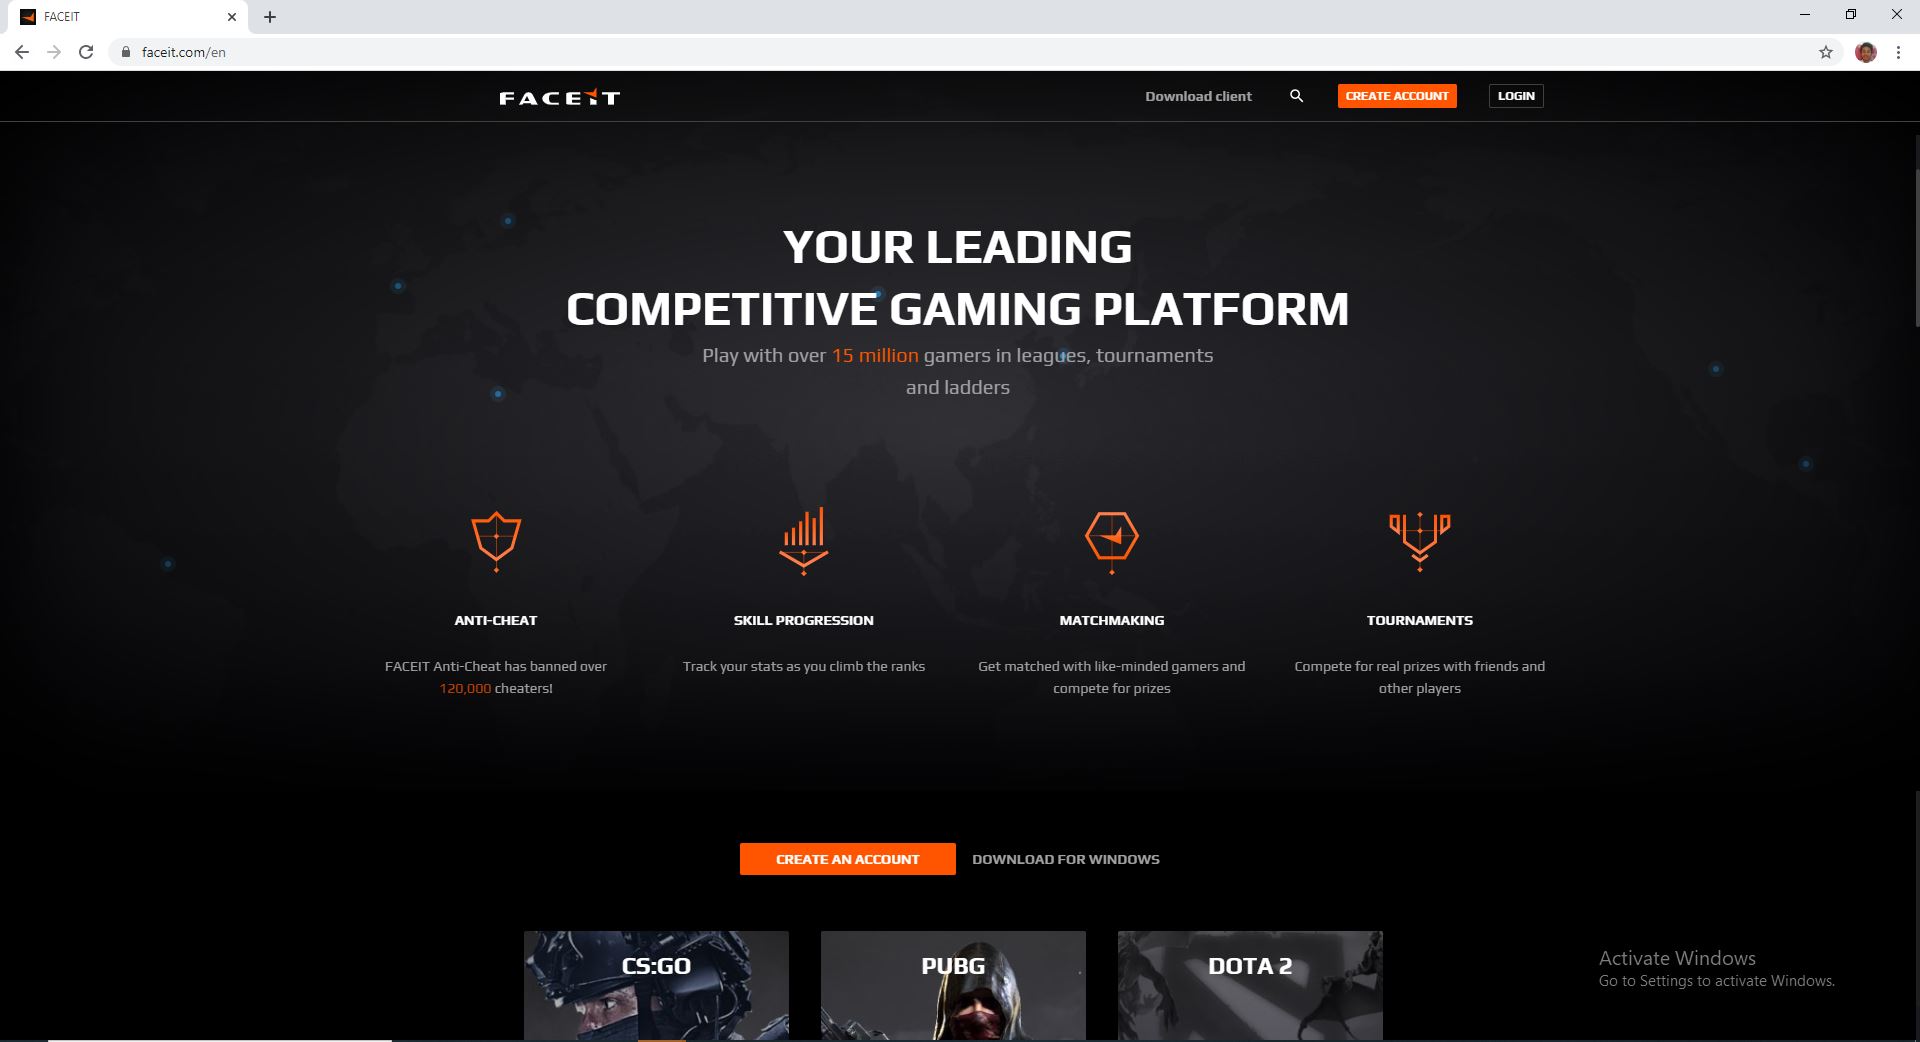 FACEIT
faceit.com/en
FACEIT
Download client
CREATE ACCOUNT
LOGIN
YOUR LEADING
COMPETITIVE GAMING PLATFORM
Play with over 15 million gamers in leagues, tournaments
and ladders
ANTI-CHEAT
SKILL PROGRESSION
MATCHMAKING
TOURNAMENTS
FACEIT Anti-Cheat has banned over
120,000 cheaters!
Track your stats as you climb the ranks
Get matched with like-minded gamers and
compete for prizes
Compete for real prizes with friends and
other players
CREATE AN ACCOUNT
DOWNLOAD FOR WINDOWS
CS:GO
PUBG
DOTA 2
Activate Windows
Go to Settings to activate Windows.